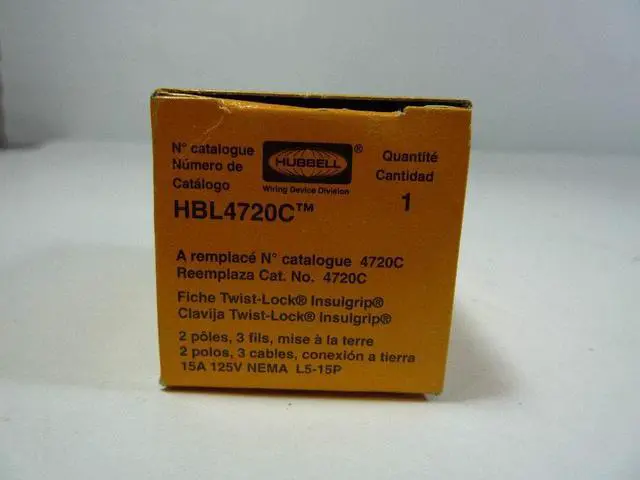 N° catalogue
Número de
Catálogo
HUBBELL®
Wiring Device Division
Quantité
Cantidad
1
HBL4720C™
A remplacé N° catalogue 4720C
Reemplaza Cat. No. 4720C
Fiche Twist-Lock® Insulgrip®
Clavija Twist-Lock® Insulgrip®
2 pôles, 3 fils, mise à la terre
2 polos, 3 cables, conexión a tierra
15A 125V NEMA L5-15P